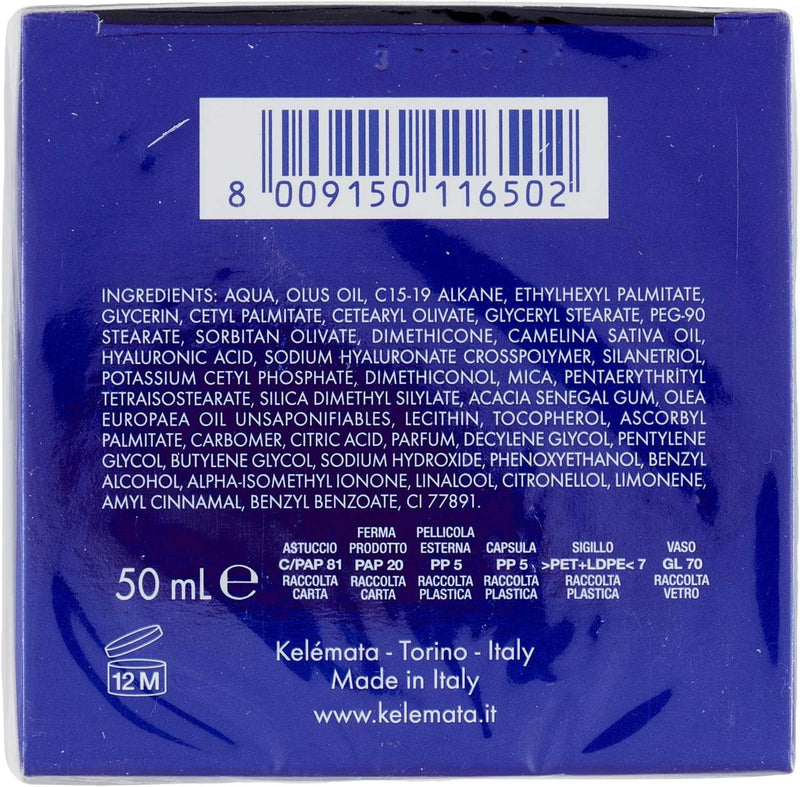 8 009150 116502
INGREDIENTS: AQUA, OLUS OIL, C15-19 ALKANE, ETHYLHEXYL PALMITATE,
GLYCERIN, CETYL PALMITATE, CETEARYL OLIVATE, GLYCERYL STEARATE, PEG-90
STEARATE, SORBITAN OLIVATE, DIMETHICONE, CAMELINA SATIVA OIL,
HYALURONIC ACID, SODIUM HYALURONATE CROSSPOLYMER, SILANETRIOL,
POTASSIUM CETYL PHOSPHATE, DIMETHICONOL, MICA, PENTAERYTHRITYL
TETRAISOSTEARATE, SILICA DIMETHYL SILYLATE, ACACIA SENEGAL GUM, OLEA
EUROPAEA OIL UNSAPONIFIABLES, LECITHIN, TOCOPHEROL, ASCORBYL
PALMITATE, CARBOMER, CITRIC ACID, PARFUM, DECYLENE GLYCOL, PENTYLENE
GLYCOL, BUTYLENE GLYCOL, SODIUM HYDROXIDE, PHENOXYETHANOL, BENZYL
ALCOHOL, ALPHA-ISOMETHYL IONONE, LINALOOL, CITRONELLOL, LIMONENE,
AMYL CINNAMAL, BENZYL BENZOATE, CI 77891.
FERMA PELLICOLA
ASTUCCIO PRODOTTO ESTERNA CAPSULA SIGILLO VASO
C/PAP 81 PAP 20 PP 5 PP 5 >PET+LDPE< 7 GL 70
RACCOLTA RACCOLTA RACCOLTA RACCOLTA RACCOLTA RACCOLTA
CARTA CARTA PLASTICA PLASTICA PLASTICA VETRO
50 mL ℮
Kelémata - Torino - Italy
12 M
Made in Italy
www.kelemata.it